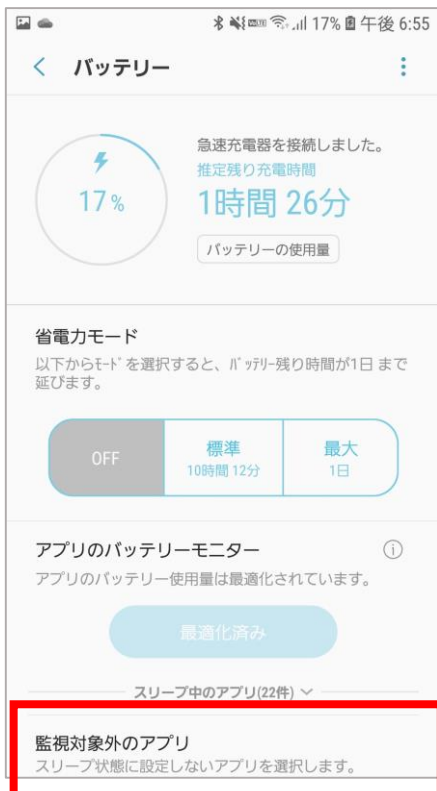 17% 午後 6:55
バッテリー
急速充電器を接続しました。
推定残り充電時間
17 %
1時間 26分
バッテリーの使用量
省電力モード
以下からﾓｰﾄﾞを選択すると、ﾊﾞｯﾃﾘｰ残り時間が1日 まで
延びます。
OFF
標準
10時間 12分
最大
1日
アプリのバッテリーモニター
アプリのバッテリー使用量は最適化されています。
最適化済み
スリープ中のアプリ(22件)
監視対象外のアプリ
スリープ状態に設定しないアプリを選択します。